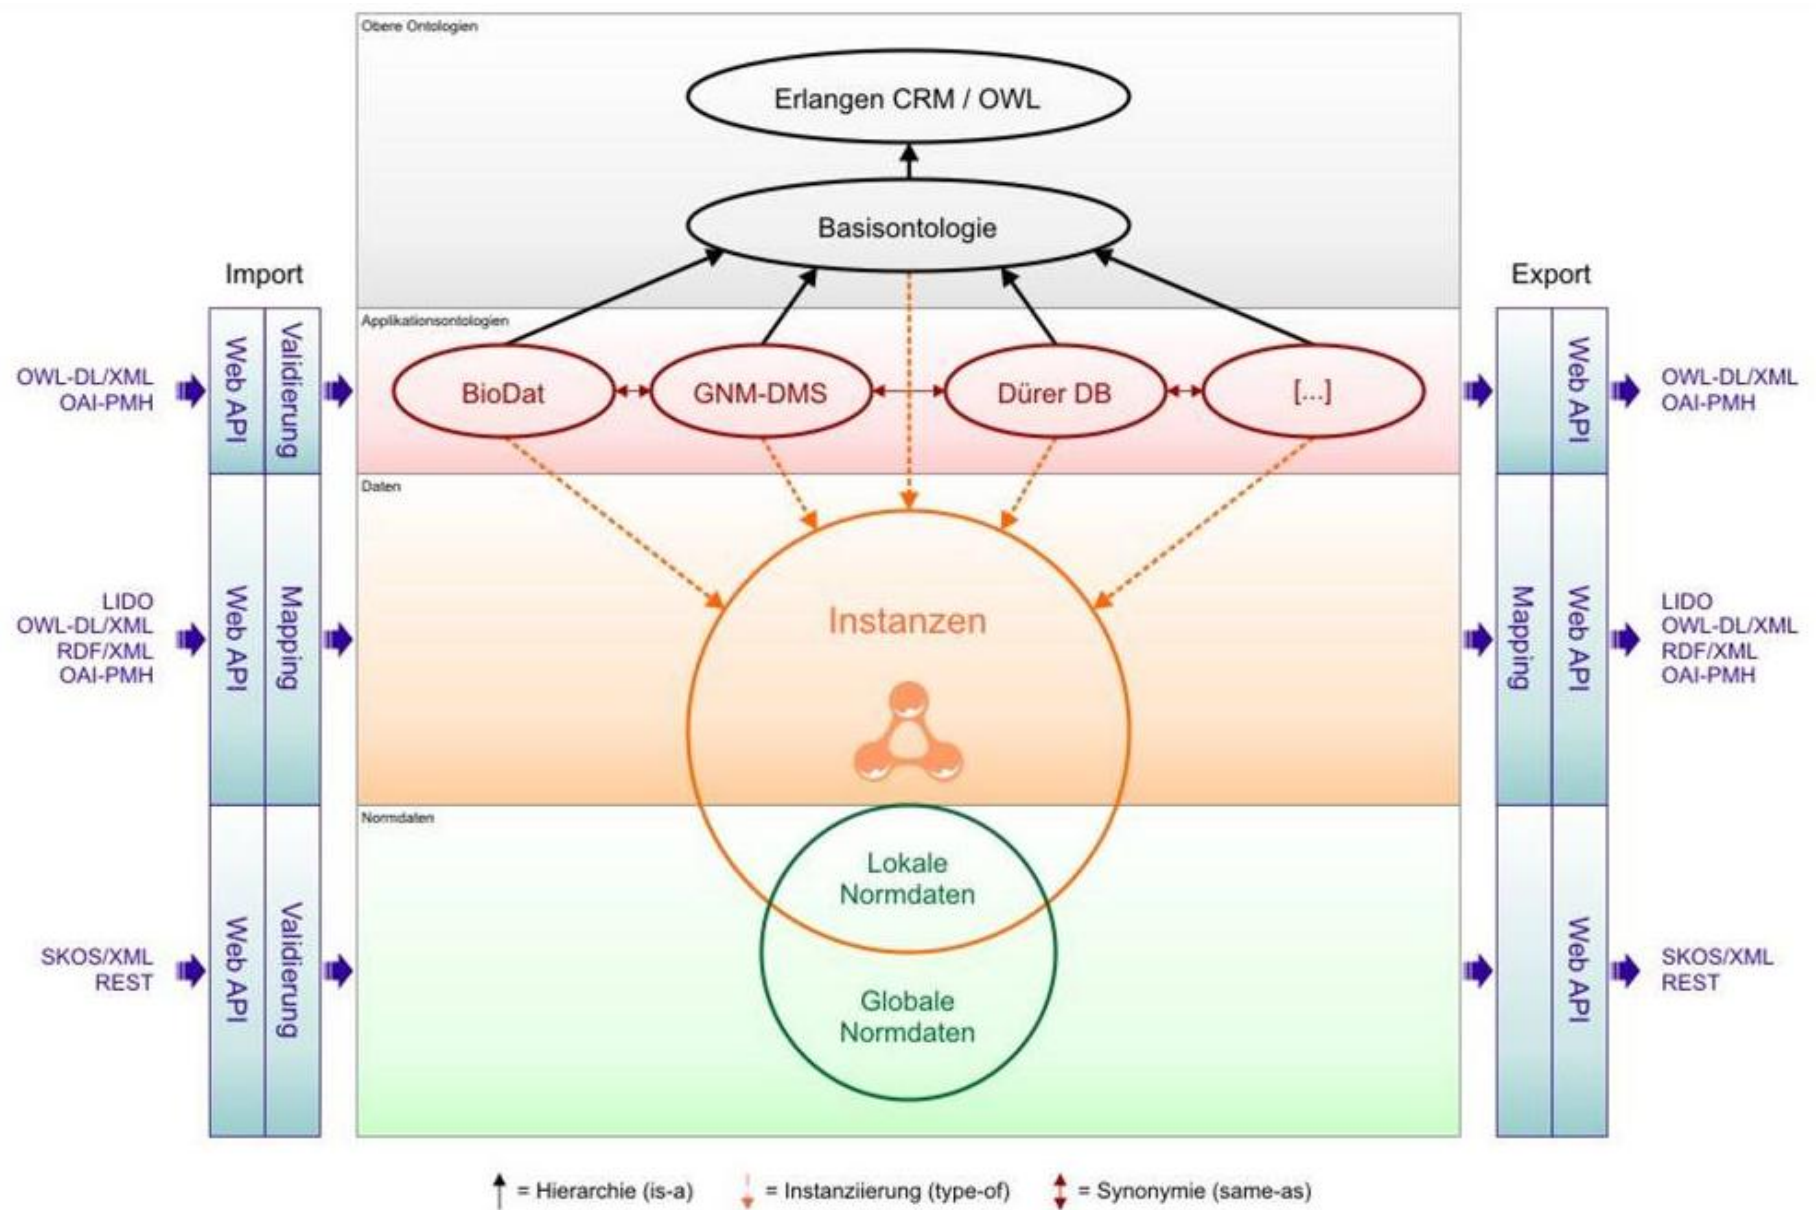 Obere Ontologien
Erlangen CRM / OWL
Basisontologie
Import
Export
Applikationsontologien
OWL-DL/XML
OAI-PMH
Web API
Validierung
BioDat
GNM-DMS
Dürer DB
[...]
Web API
OWL-DL/XML
OAI-PMH
Daten
LIDO
OWL-DL/XML
RDF/XML
OAI-PMH
Web API
Mapping
Instanzen
Mapping
Web API
LIDO
OWL-DL/XML
RDF/XML
OAI-PMH
Normdaten
SKOS/XML
REST
Web API
Validierung
Lokale
Normdaten
Globale
Normdaten
Web API
SKOS/XML
REST
= Hierarchie (is-a)
= Instanziierung (type-of)
= Synonymie (same-as)